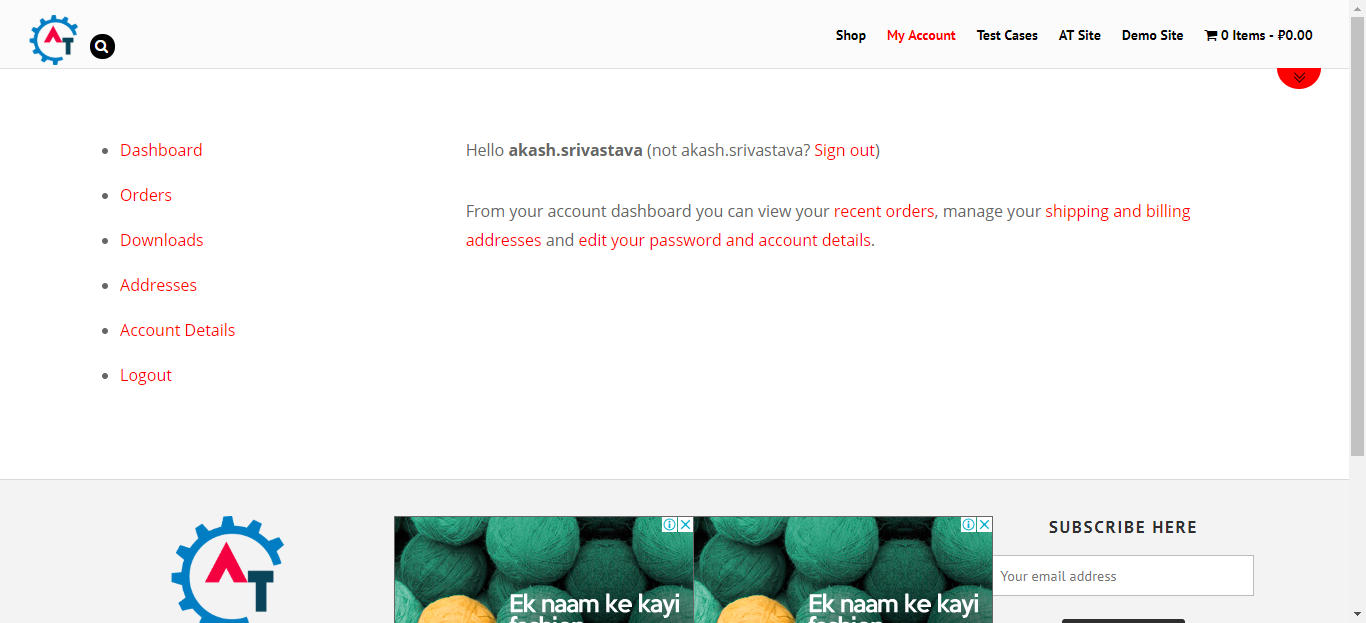 AT
Shop
My Account
Test Cases
AT Site
Demo Site
0 Items - ₽0.00
Dashboard
Orders
Downloads
Addresses
Account Details
Logout
Hello akash.srivastava (not akash.srivastava? Sign out)
From your account dashboard you can view your recent orders, manage your shipping and billing
addresses and edit your password and account details.
AT
Ek naam ke kayi
fashion
Ek naam ke kayi
fashion
SUBSCRIBE HERE
Your email address